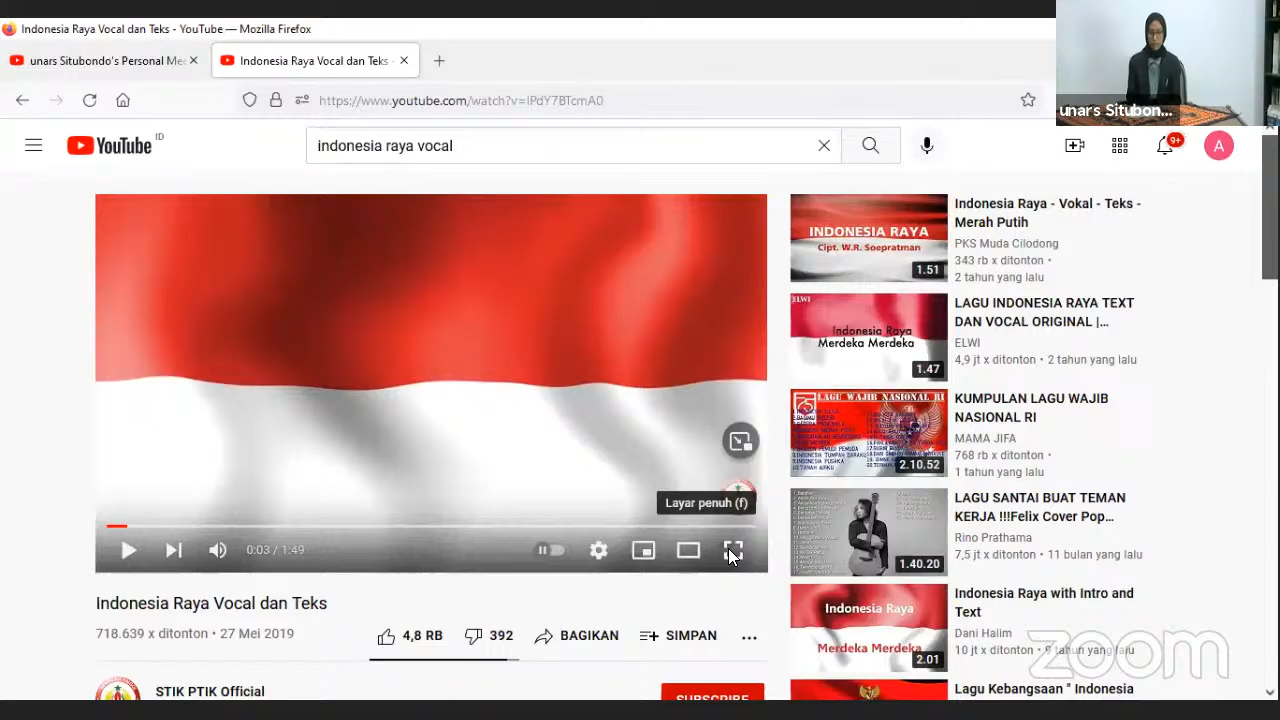 Indonesia Raya Vocal dan Teks - YouTube — Mozilla Firefox
unars Situbondo's Personal Me
Indonesia Raya Vocal dan Teks -
https://www.youtube.com/watch?v=IPdY7BTcmA0
unars Situbon...
YouTube ID
indonesia raya vocal
9+
A
Layar penuh (f)
0:03 / 1:49
Indonesia Raya Vocal dan Teks
718.639 x ditonton • 27 Mei 2019
4,8 RB
392
BAGIKAN
SIMPAN
STIK PTIK Official
SUBSCRIBE
INDONESIA RAYA
Cipt. W.R. Soepratman
1.51
Indonesia Raya - Vokal - Teks -
Merah Putih
PKS Muda Cilodong
343 rb x ditonton •
2 tahun yang lalu
ELWI
Indonesia Raya
Merdeka Merdeka
1.47
LAGU INDONESIA RAYA TEXT
DAN VOCAL ORIGINAL |...
ELWI
4,9 jt x ditonton • 2 tahun yang lalu
LAGU WAJIB NASIONAL RI
2.10.52
KUMPULAN LAGU WAJIB
NASIONAL RI
MAMA JIFA
768 rb x ditonton •
1 tahun yang lalu
1.40.20
LAGU SANTAI BUAT TEMAN
KERJA !!!Felix Cover Pop...
Rino Prathama
7,5 jt x ditonton • 11 bulan yang lalu
Indonesia Raya
Merdeka Merdeka
2.01
Indonesia Raya with Intro and
Text
Dani Halim
10 jt x ditonton • 9 tahun yang lalu
Lagu Kebangsaan " Indonesia
zoom